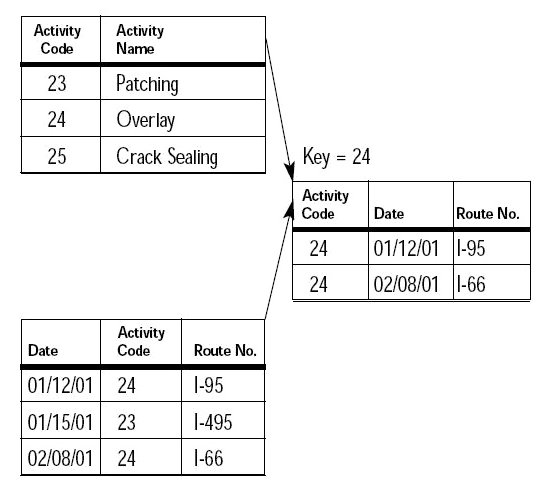 Activity Code Activity Name
23 Patching
24 Overlay
25 Crack Sealing
Key = 24
Activity Code Date Route No.
24 01/12/01 I-95
24 02/08/01 I-66
Date Activity Code Route No.
01/12/01 24 I-95
01/15/01 23 I-495
02/08/01 24 I-66